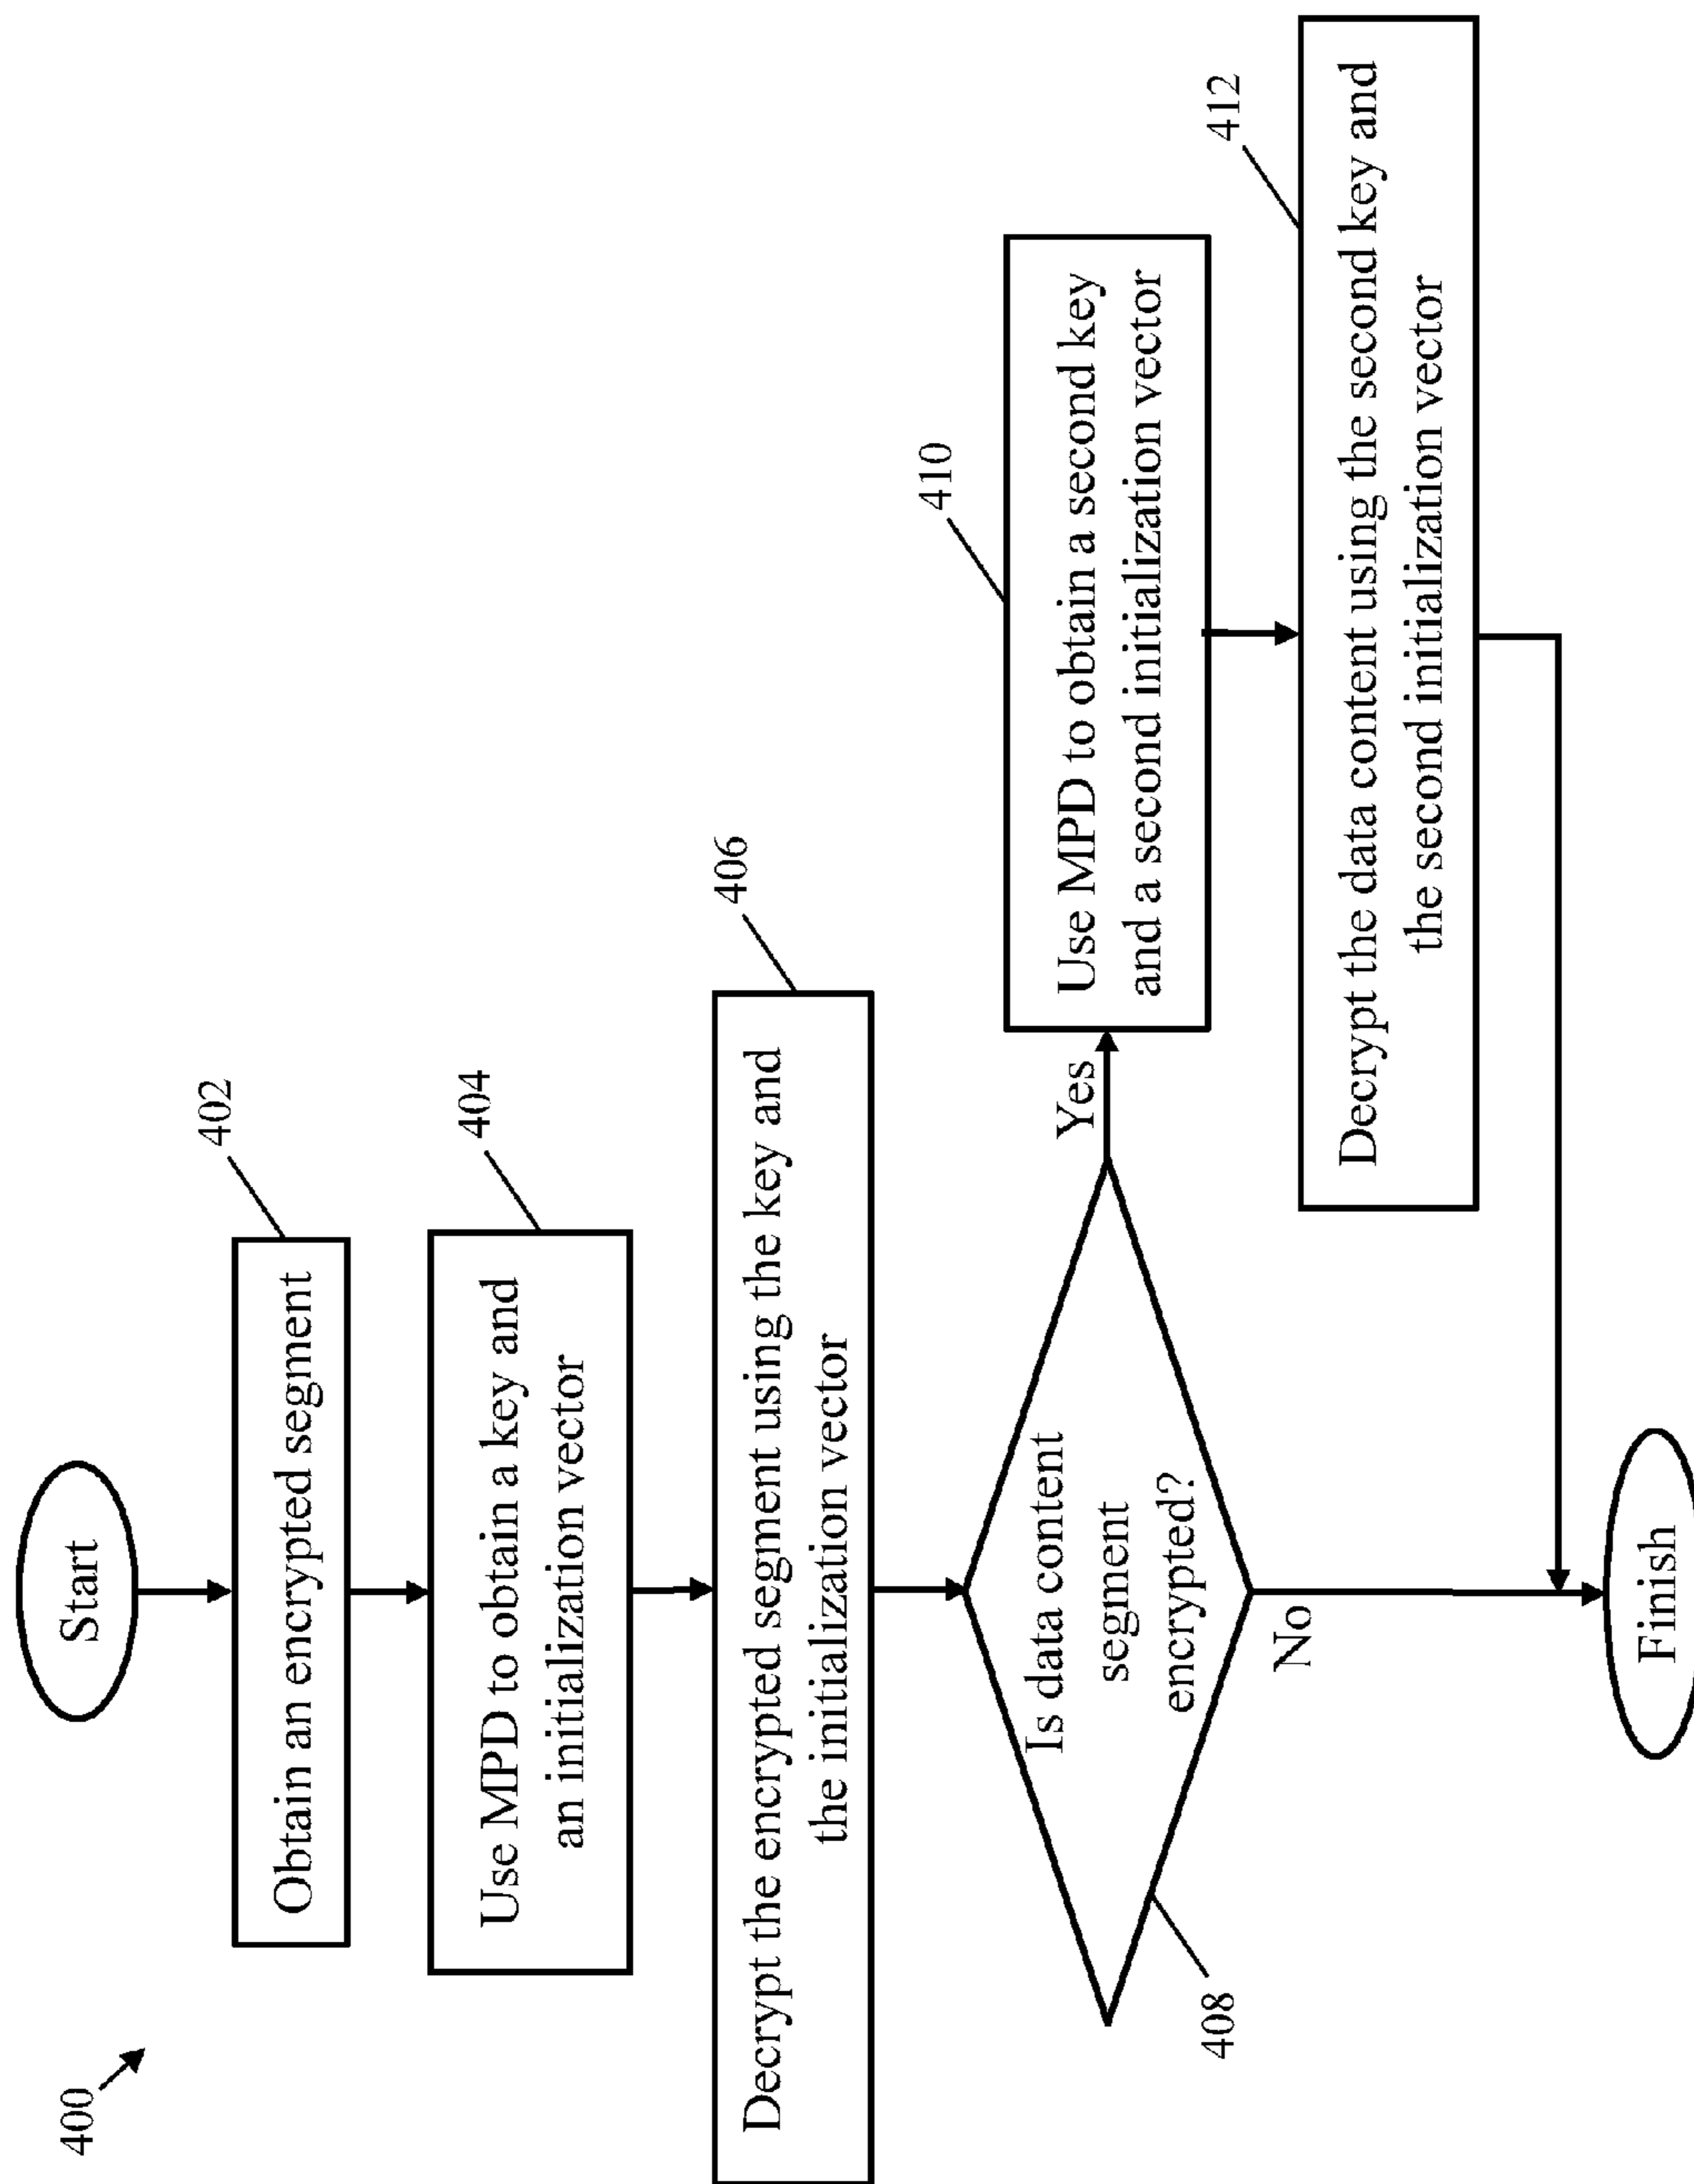 400
Start
402
Obtain an encrypted segment
404
Use MPD to obtain a key and
an initialization vector
406
Decrypt the encrypted segment using the key and
the initialization vector
408
Is data content
segment
encrypted?
Yes
No
410
Use MPD to obtain a second key
and a second initialization vector
412
Decrypt the data content using the second key and
the second initialization vector
Finish